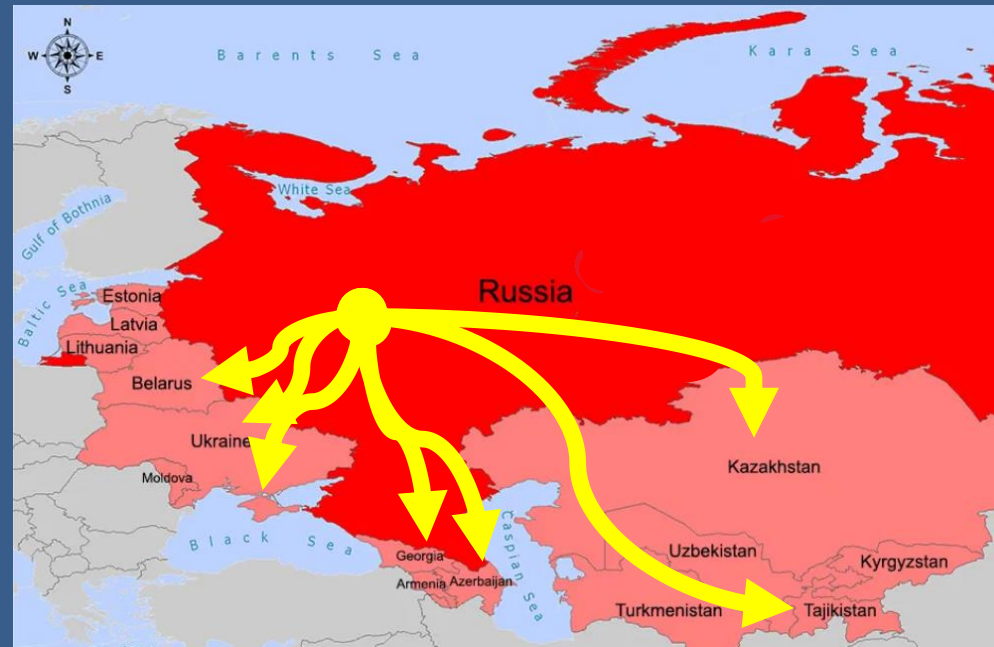 N
W E
S
Barents Sea
Kara Sea
White Sea
Gulf of Bothnia
Baltic Sea
Russia
Estonia
Latvia
Lithuania
Belarus
Ukraine
Moldova
Kazakhstan
Black Sea
Caspian Sea
Georgia
Armenia
Azerbaijan
Uzbekistan
Kyrgyzstan
Turkmenistan
Tajikistan